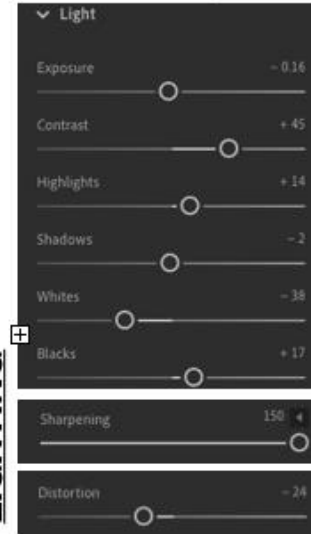 Light
Exposure - 0.16
Contrast + 45
Highlights + 14
Shadows - 2
Whites - 38
Blacks + 17
Sharpening 150
Distortion - 24